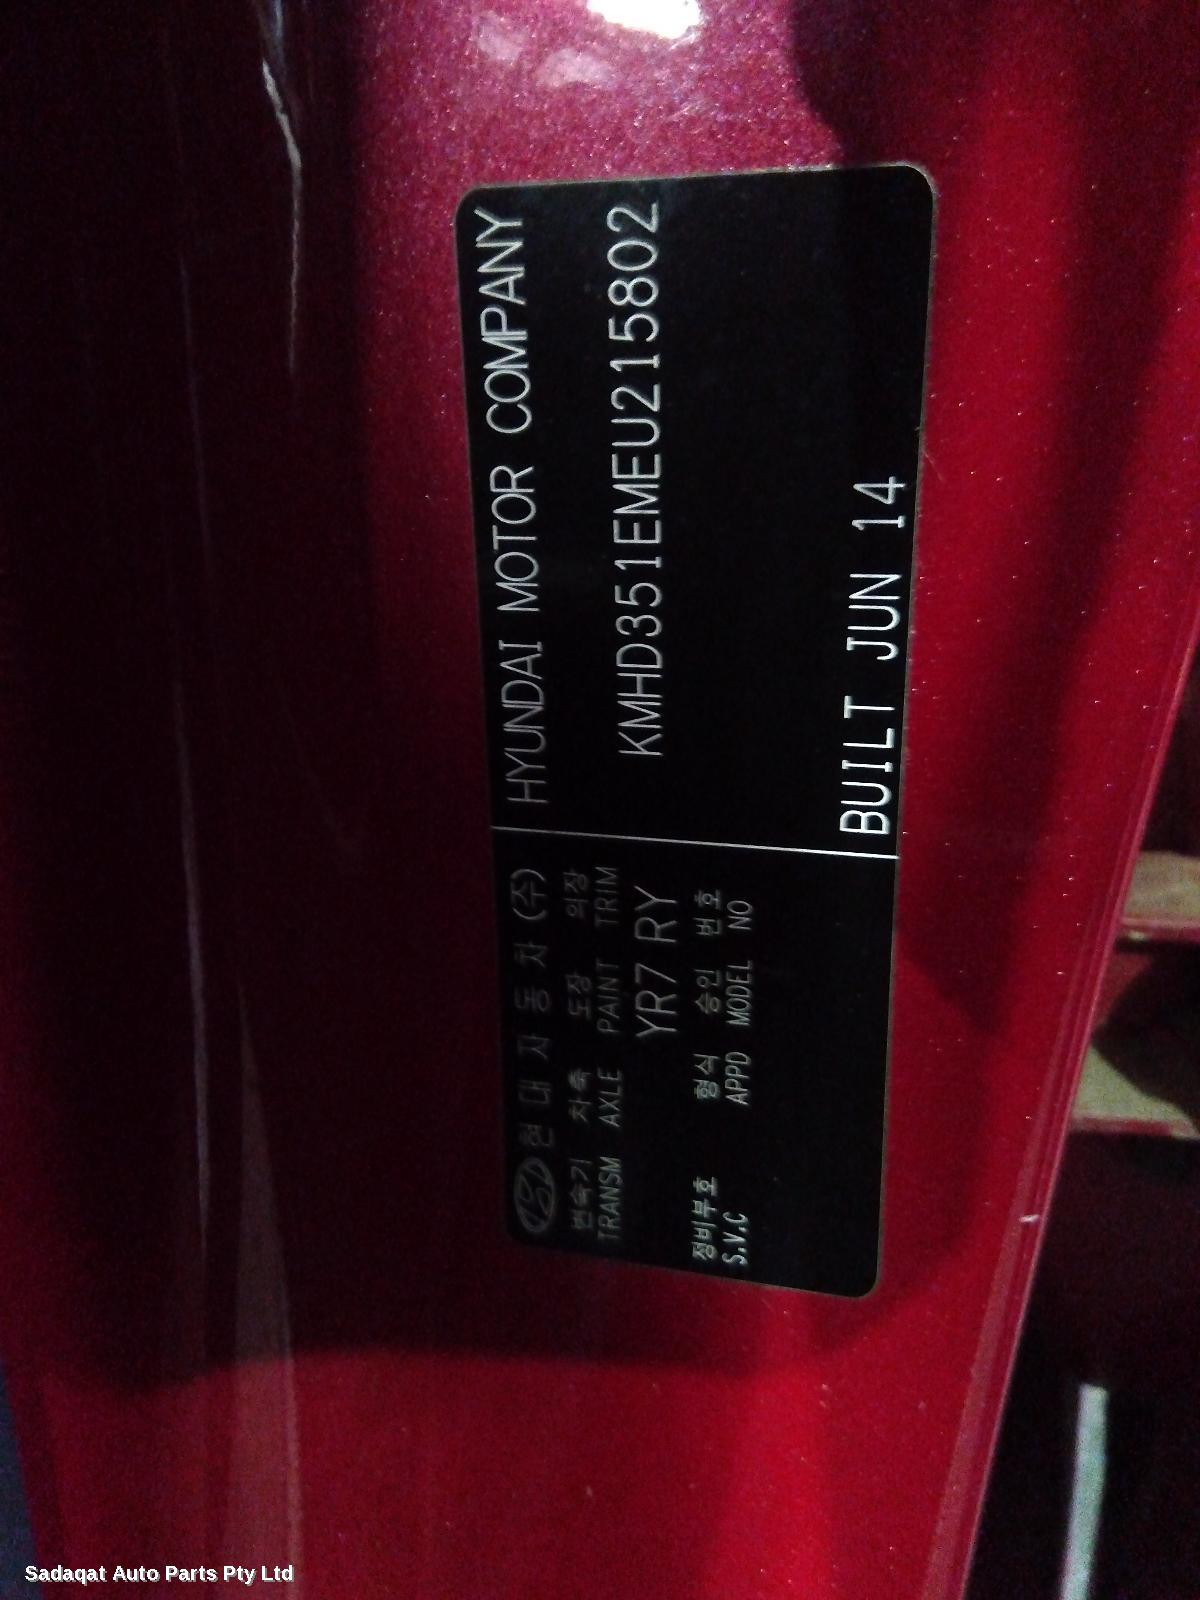 현 대 자 동 차 (주)
변속기 차축 도장 의장
TRANSM AXLE PAINT TRIM
YR7 RY
정비부호 형식 승인 번호
S.V.C APPD MODEL NO
HYUNDAI MOTOR COMPANY
KMHD351EMEU215802
BUILT JUN 14
Sadaqat Auto Parts Pty Ltd